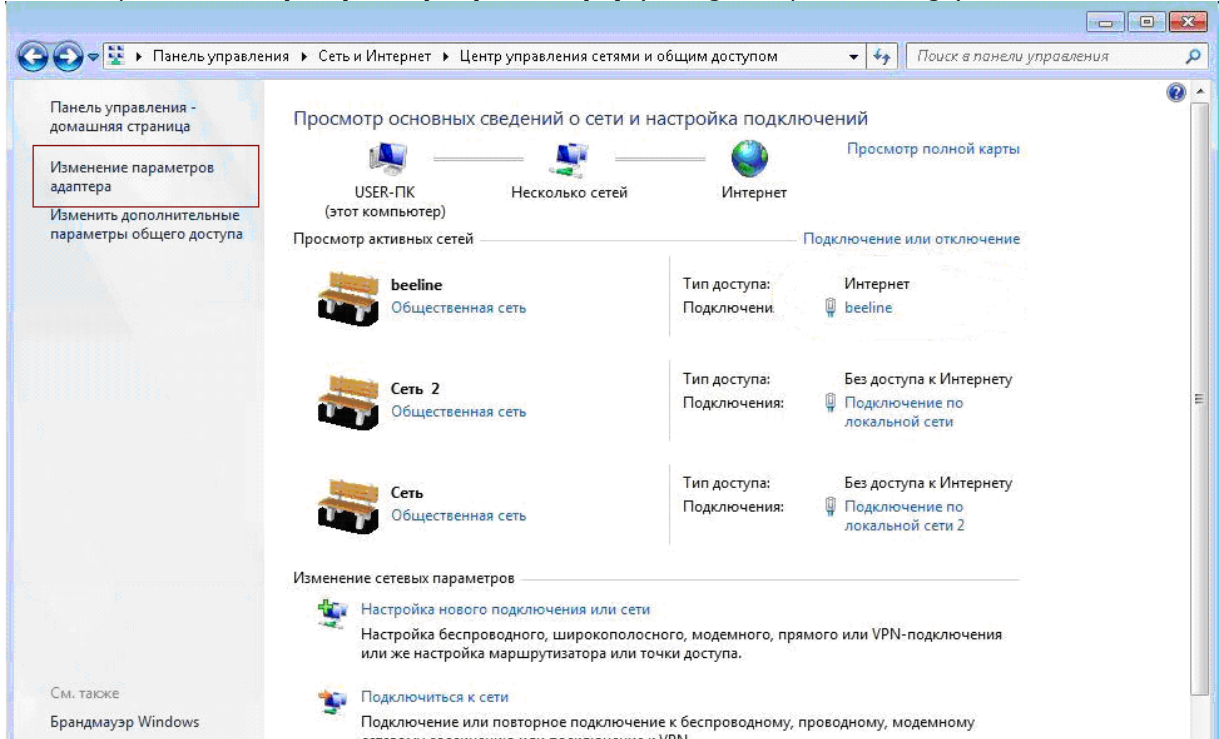 Панель управления ▸ Сеть и Интернет ▸ Центр управления сетями и общим доступом
Поиск в панели управления
Панель управления -
домашняя страница
Изменение параметров
адаптера
Изменить дополнительные
параметры общего доступа
См. также
Брандмауэр Windows
Просмотр основных сведений о сети и настройка подключений
Просмотр полной карты
USER-ПК
(этот компьютер)
Несколько сетей
Интернет
Просмотр активных сетей
Подключение или отключение
beeline
Общественная сеть
Тип доступа: Интернет
Подключени beeline
Сеть 2
Общественная сеть
Тип доступа: Без доступа к Интернету
Подключения: Подключение по
локальной сети
Сеть
Общественная сеть
Тип доступа: Без доступа к Интернету
Подключения: Подключение по
локальной сети 2
Изменение сетевых параметров
Настройка нового подключения или сети
Настройка беспроводного, широкополосного, модемного, прямого или VPN-подключения
или же настройка маршрутизатора или точки доступа.
Подключиться к сети
Подключение или повторное подключение к беспроводному, проводному, модемному